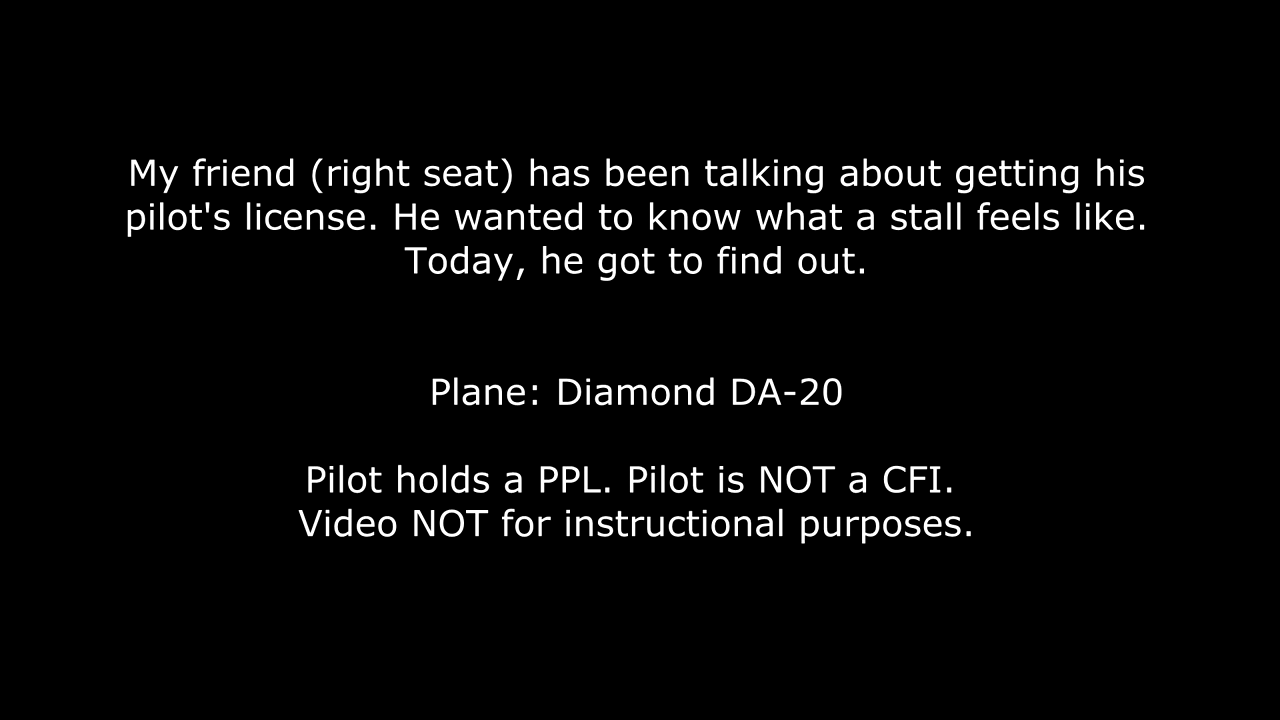 My friend (right seat) has been talking about getting his
pilot's license. He wanted to know what a stall feels like.
Today, he got to find out.
Plane: Diamond DA-20
Pilot holds a PPL. Pilot is NOT a CFI.
Video NOT for instructional purposes.